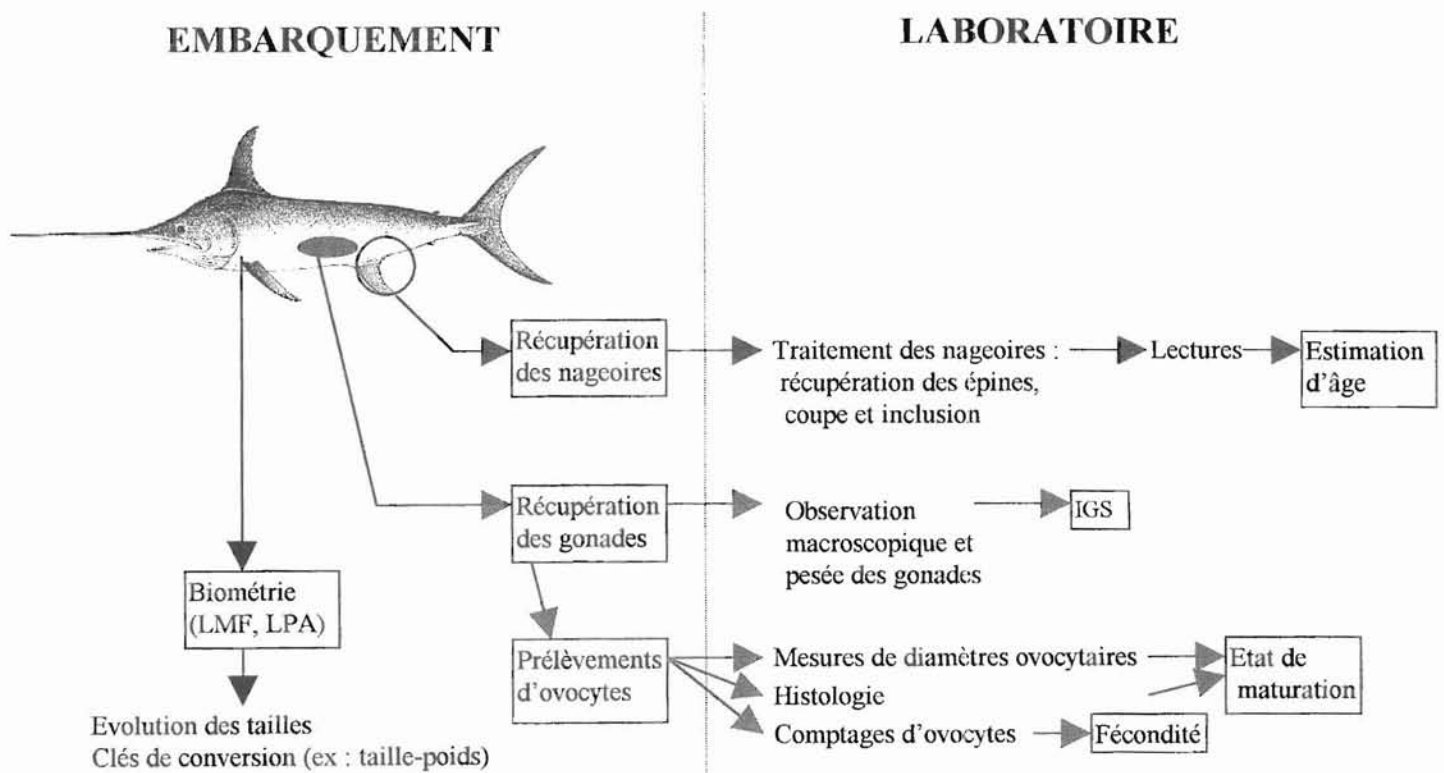 EMBARQUEMENT
LABORATOIRE
Récupération
des nageoires
Traitement des nageoires :
récupération des épines,
coupe et inclusion
Lectures
Estimation
d'âge
Récupération
des gonades
Observation
macroscopique et
pesée des gonades
IGS
Biométrie
(LMF, LPA)
Evolution des tailles
Clés de conversion (ex : taille-poids)
Prélèvements
d'ovocytes
Mesures de diamètres ovocytaires
Histologie
Comptages d'ovocytes
Etat de
maturation
Fécondité